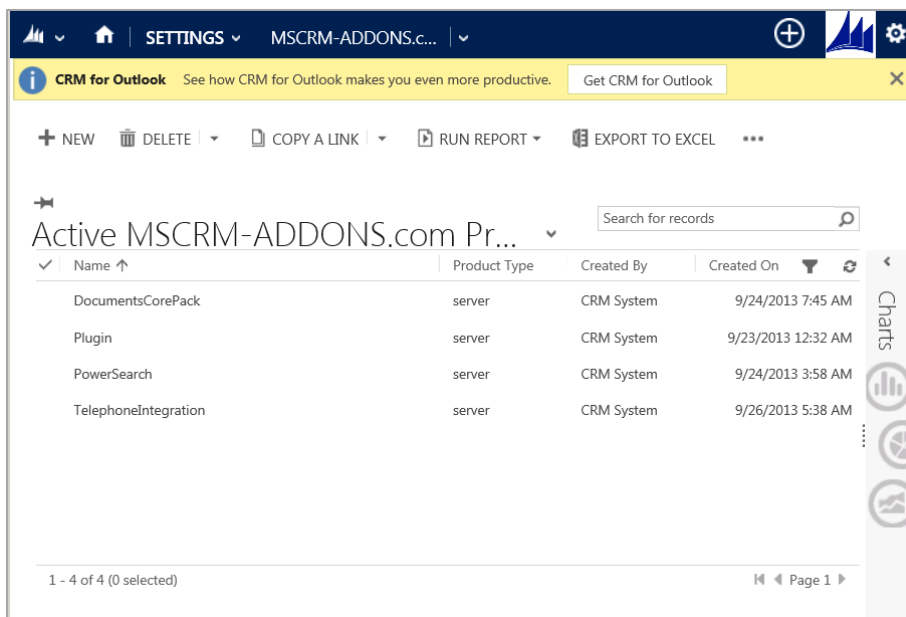 SETTINGS MSCRM-ADDONS.c...
CRM for Outlook See how CRM for Outlook makes you even more productive. Get CRM for Outlook
NEW DELETE COPY A LINK RUN REPORT EXPORT TO EXCEL
Active MSCRM-ADDONS.com Pr...
Search for records
Name Product Type Created By Created On
DocumentsCorePack server CRM System 9/24/2013 7:45 AM
Plugin server CRM System 9/23/2013 12:32 AM
PowerSearch server CRM System 9/24/2013 3:58 AM
TelephoneIntegration server CRM System 9/26/2013 5:38 AM
Charts
1 - 4 of 4 (0 selected) Page 1